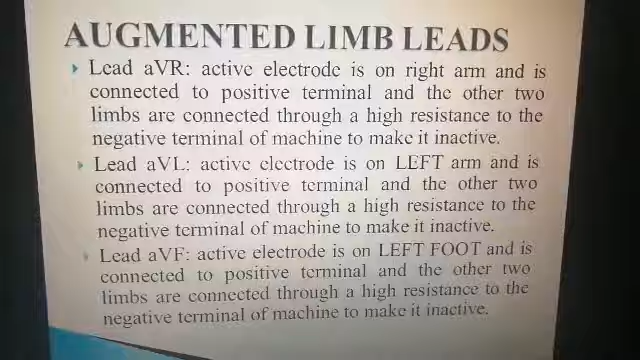 AUGMENTED LIMB LEADS
Lead aVR: active electrode is on right arm and is
connected to positive terminal and the other two
limbs are connected through a high resistance to the
negative terminal of machine to make it inactive.
Lead aVL: active electrode is on LEFT arm and is
connected to positive terminal and the other two
limbs are connected through a high resistance to the
negative terminal of machine to make it inactive.
Lead aVF: active electrode is on LEFT FOOT and is
connected to positive terminal and the other two
limbs are connected through a high resistance to the
negative terminal of machine to make it inactive.